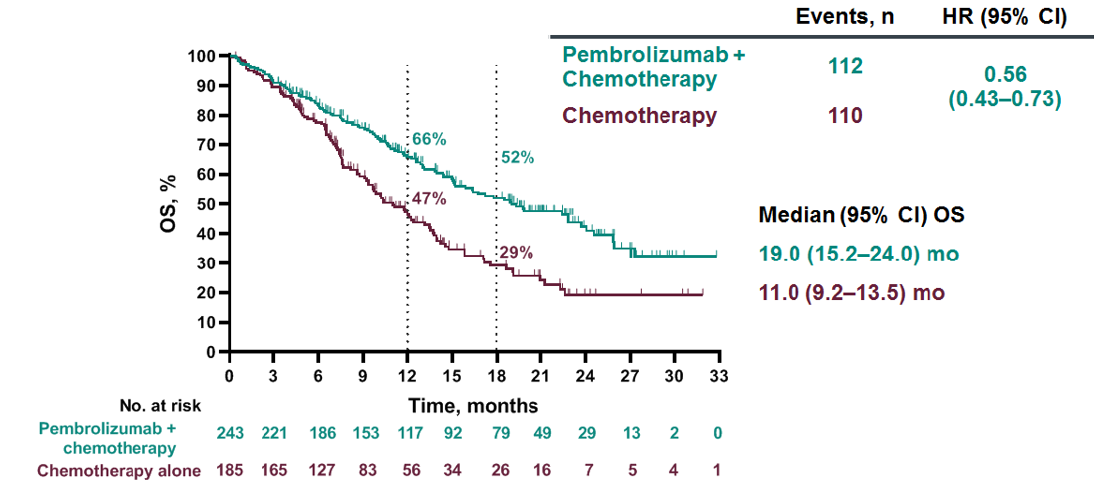 Events, n HR (95% CI)
Pembrolizumab +
Chemotherapy
112
0.56
(0.43–0.73)
Chemotherapy
110
OS, %
100
90
80
70
60
50
40
30
20
10
0
66%
52%
47%
29%
Median (95% CI) OS
19.0 (15.2–24.0) mo
11.0 (9.2–13.5) mo
0 3 6 9 12 15 18 21 24 27 30 33
Time, months
No. at risk
Pembrolizumab +
chemotherapy
243 221 186 153 117 92 79 49 29 13 2 0
Chemotherapy alone 185 165 127 83 56 34 26 16 7 5 4 1